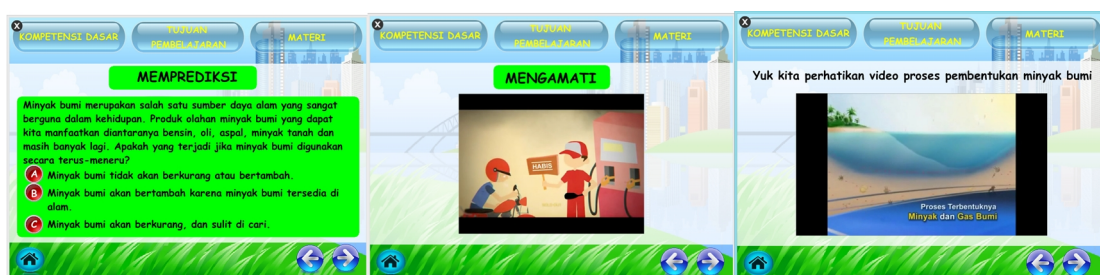 X
KOMPETENSI DASAR
TUJUAN
PEMBELAJARAN
MATERI
MEMPREDIKSI
Minyak bumi merupakan salah satu sumber daya alam yang sangat
berguna dalam kehidupan. Produk olahan minyak bumi yang dapat
kita manfaatkan diantaranya bensin, oli, aspal, minyak tanah dan
masih banyak lagi. Apakah yang terjadi jika minyak bumi digunakan
secara terus-meneru?
A Minyak bumi tidak akan berkurang atau bertambah.
B Minyak bumi akan bertambah karena minyak bumi tersedia di
alam.
C Minyak bumi akan berkurang, dan sulit di cari.
X
KOMPETENSI DASAR
TUJUAN
PEMBELAJARAN
MATERI
MENGAMATI
HABIS
X
KOMPETENSI DASAR
TUJUAN
PEMBELAJARAN
MATERI
Yuk kita perhatikan video proses pembentukan minyak bumi
Proses Terbentuknya
Minyak dan Gas Bumi